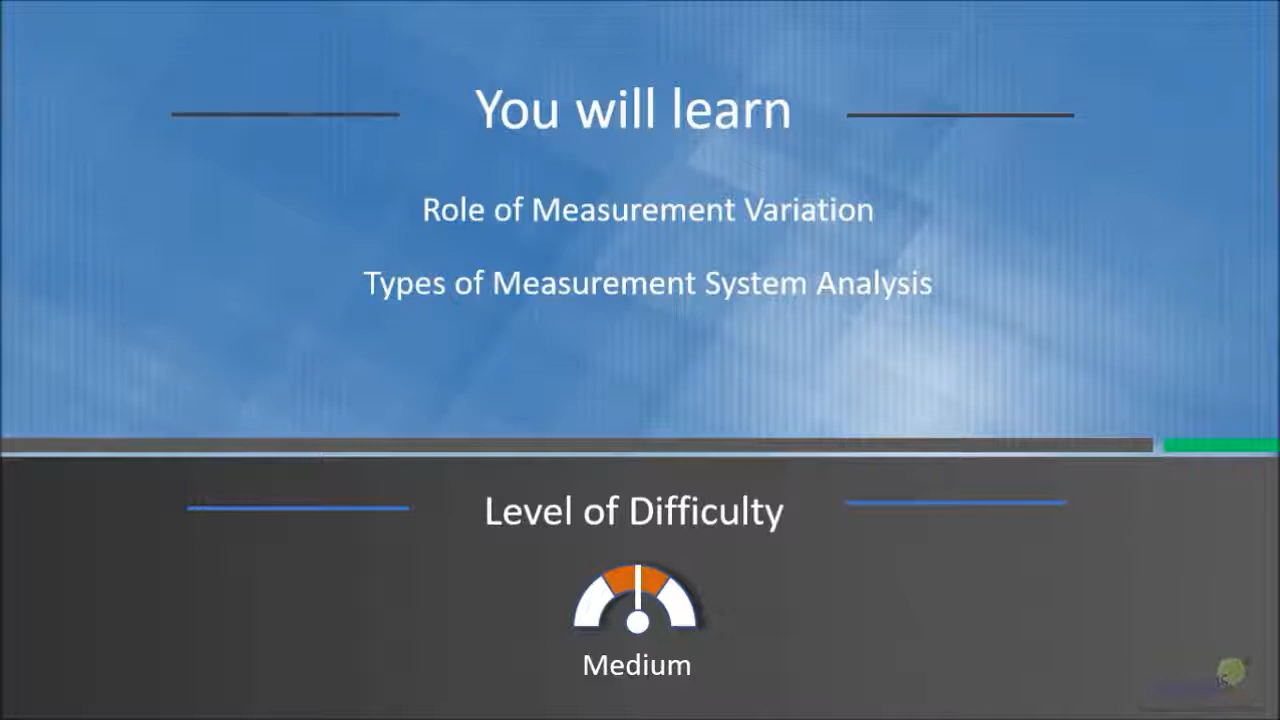 You will learn
Role of Measurement Variation
Types of Measurement System Analysis
Level of Difficulty
Medium